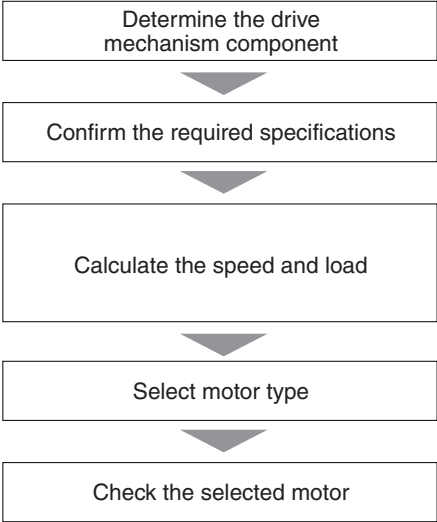 Determine the drive
mechanism component
Confirm the required specifications
Calculate the speed and load
Select motor type
Check the selected motor